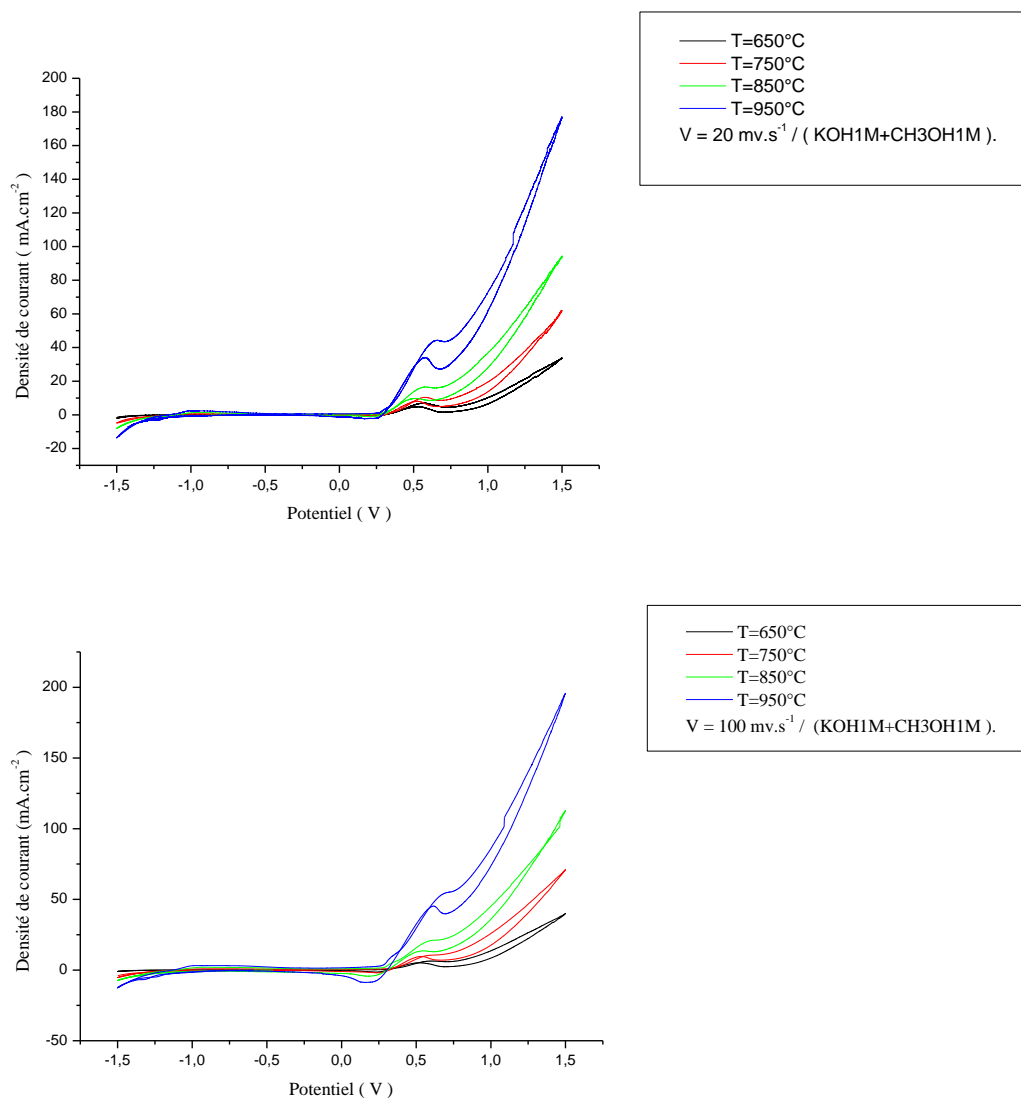 T=650°C
T=750°C
T=850°C
T=950°C
V = 20 mv.s-1 / ( KOH1M+CH3OH1M ).
200
180
160
140
120
100
80
60
40
20
0
-20
Densité de courant ( mA.cm-2 )
-1,5 -1,0 -0,5 0,0 0,5 1,0 1,5
Potentiel ( V )
T=650°C
T=750°C
T=850°C
T=950°C
V = 100 mv.s-1 / (KOH1M+CH3OH1M ).
200
150
100
50
0
-50
Densité de courant (mA.cm-2 )
-1,5 -1,0 -0,5 0,0 0,5 1,0 1,5
Potentiel ( V )